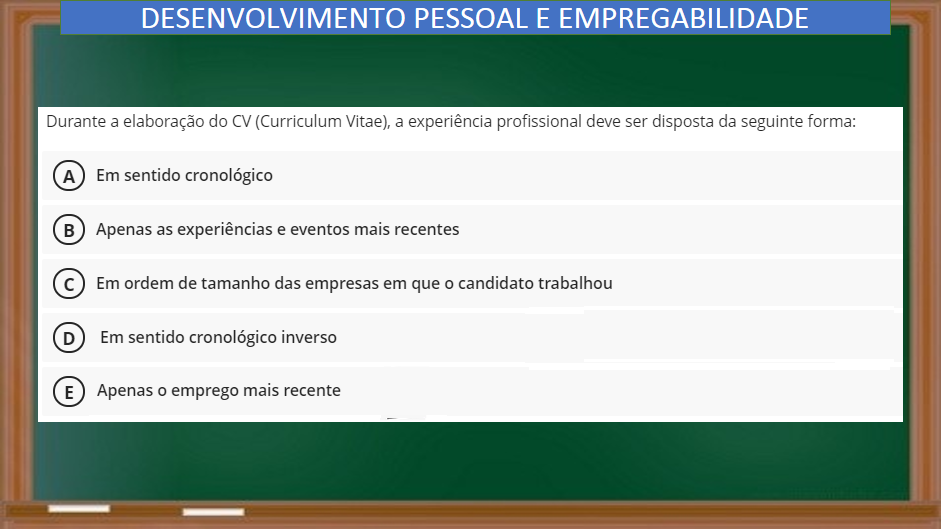 DESENVOLVIMENTO PESSOAL E EMPREGABILIDADE
Durante a elaboração do CV (Curriculum Vitae), a experiência profissional deve ser disposta da seguinte forma:
A Em sentido cronológico
B Apenas as experiências e eventos mais recentes
C Em ordem de tamanho das empresas em que o candidato trabalhou
D Em sentido cronológico inverso
E Apenas o emprego mais recente